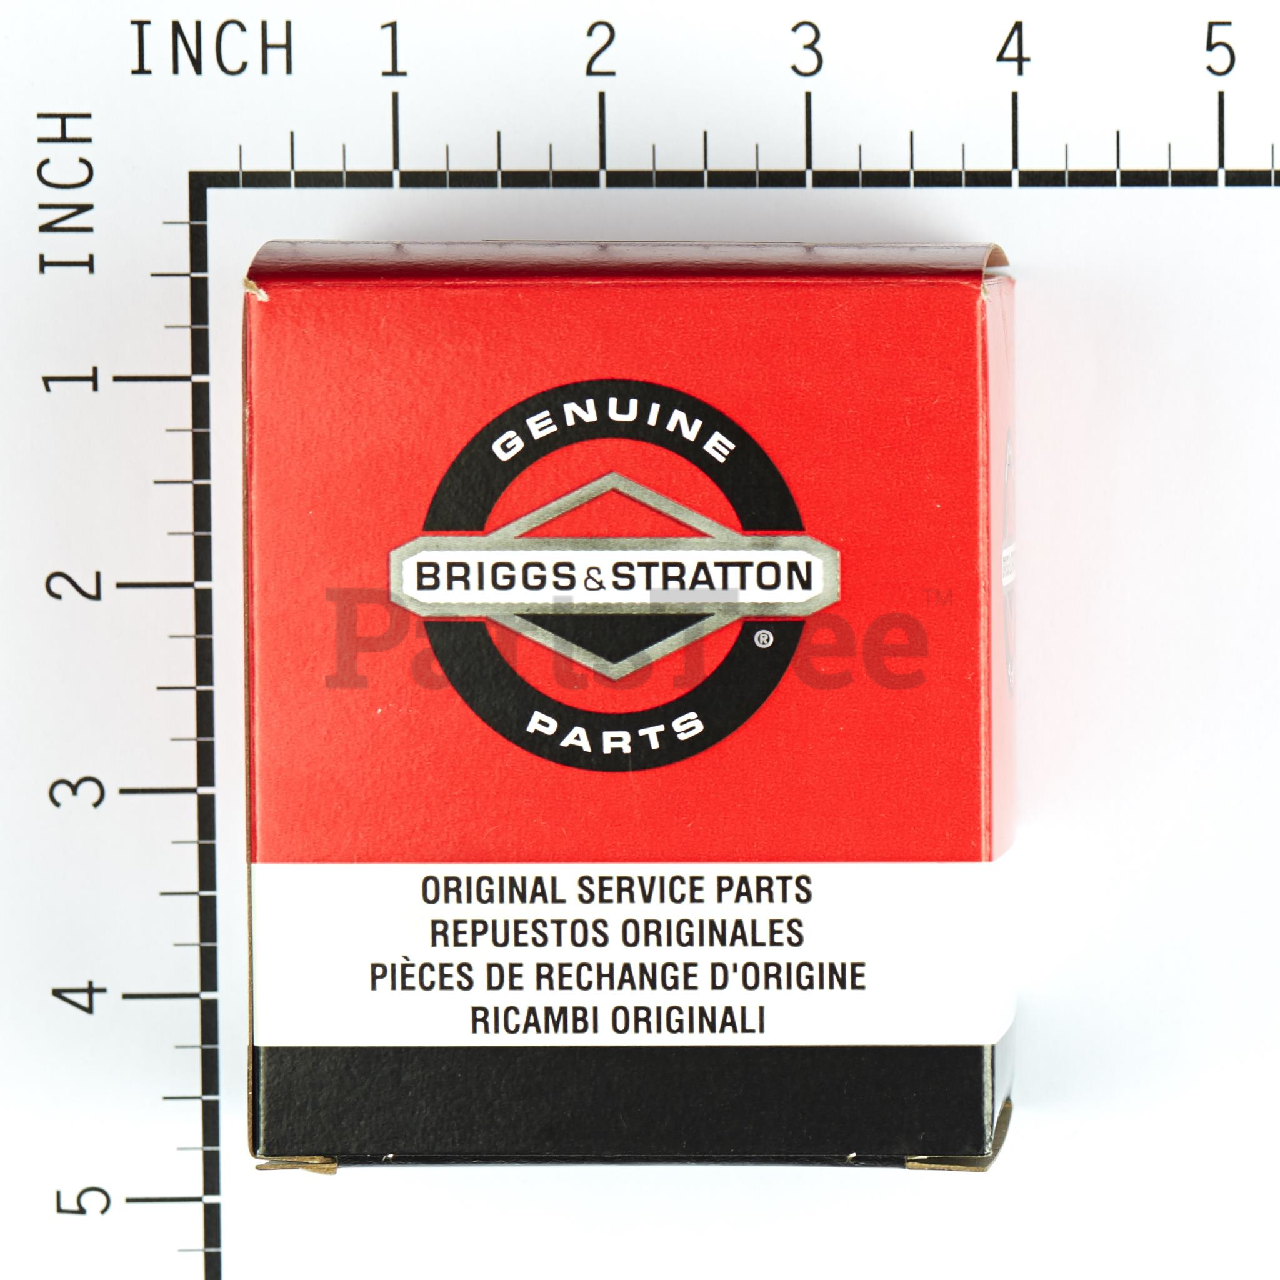 INCH 1 2 3 4 5
INCH
1
2
3
4
5
GENUINE
BRIGGS & STRATTON
®
PARTS
PartsTree™
ORIGINAL SERVICE PARTS
REPUESTOS ORIGINALES
PIÈCES DE RECHANGE D'ORIGINE
RICAMBI ORIGINALI